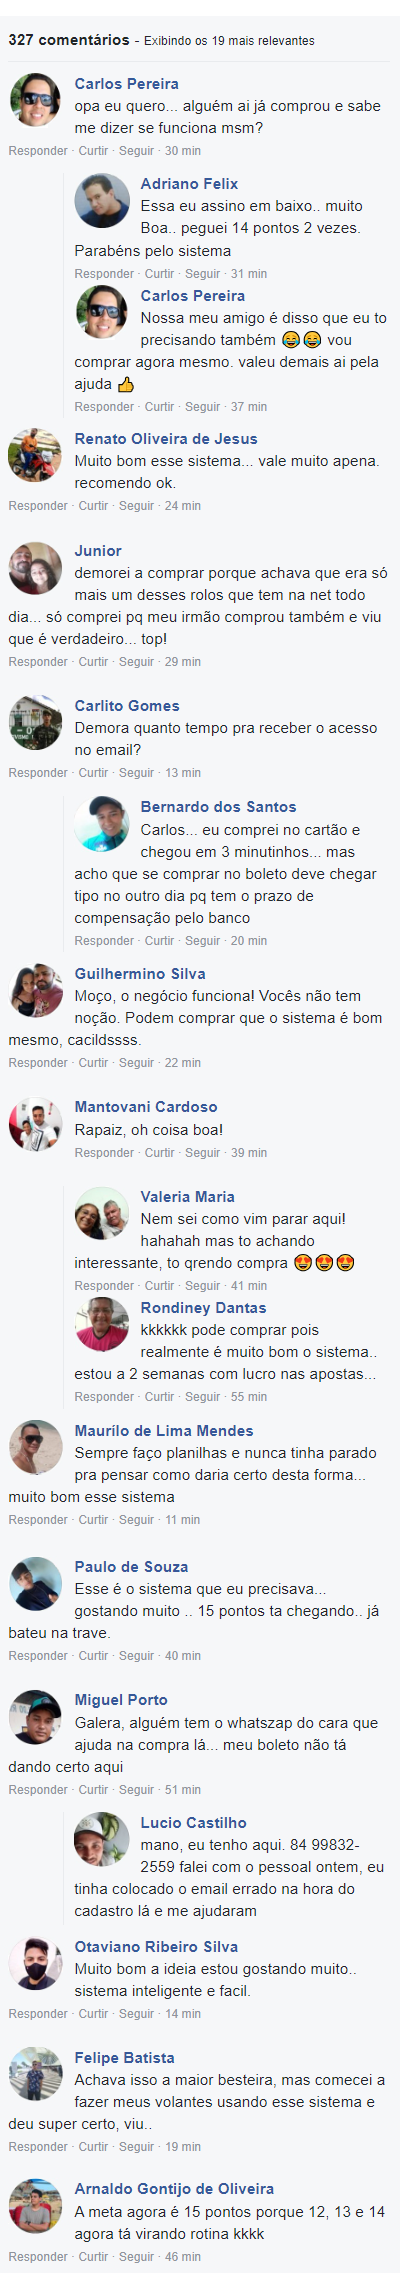 327 comentários - Exibindo os 19 mais relevantes
Carlos Pereira
opa eu quero... alguém ai já comprou e sabe
me dizer se funciona msm?
Responder · Curtir · Seguir · 30 min
Adriano Felix
Essa eu assino em baixo.. muito
Boa.. peguei 14 pontos 2 vezes.
Parabéns pelo sistema
Responder · Curtir · Seguir · 31 min
Carlos Pereira
Nossa meu amigo é disso que eu to
precisando também 😂😂 vou
comprar agora mesmo. valeu demais ai pela
ajuda 👍
Responder · Curtir · Seguir · 37 min
Renato Oliveira de Jesus
Muito bom esse sistema... vale muito apena.
recomendo ok.
Responder · Curtir · Seguir · 24 min
Junior
demorei a comprar porque achava que era só
mais um desses rolos que tem na net todo
dia... só comprei pq meu irmão comprou também e viu
que é verdadeiro... top!
Responder · Curtir · Seguir · 29 min
Carlito Gomes
Demora quanto tempo pra receber o acesso
no email?
Responder · Curtir · Seguir · 13 min
Bernardo dos Santos
Carlos... eu comprei no cartão e
chegou em 3 minutinhos... mas
acho que se comprar no boleto deve chegar
tipo no outro dia pq tem o prazo de
compensação pelo banco
Responder · Curtir · Seguir · 20 min
Guilhermino Silva
Moço, o negócio funciona! Vocês não tem
noção. Podem comprar que o sistema é bom
mesmo, cacildssss.
Responder · Curtir · Seguir · 22 min
Mantovani Cardoso
Rapaiz, oh coisa boa!
Responder · Curtir · Seguir · 39 min
Valeria Maria
Nem sei como vim parar aqui!
hahahah mas to achando
interessante, to qrendo compra 😍😍😍
Responder · Curtir · Seguir · 41 min
Rondiney Dantas
kkkkkk pode comprar pois
realmente é muito bom o sistema..
estou a 2 semanas com lucro nas apostas...
Responder · Curtir · Seguir · 55 min
Maurílo de Lima Mendes
Sempre faço planilhas e nunca tinha parado
pra pensar como daria certo desta forma...
muito bom esse sistema
Responder · Curtir · Seguir · 11 min
Paulo de Souza
Esse é o sistema que eu precisava...
gostando muito .. 15 pontos ta chegando.. já
bateu na trave.
Responder · Curtir · Seguir · 40 min
Miguel Porto
Galera, alguém tem o whatszap do cara que
ajuda na compra lá... meu boleto não tá
dando certo aqui
Responder · Curtir · Seguir · 51 min
Lucio Castilho
mano, eu tenho aqui. 84 99832-
2559 falei com o pessoal ontem, eu
tinha colocado o email errado na hora do
cadastro lá e me ajudaram
Otaviano Ribeiro Silva
Muito bom a ideia estou gostando muito..
sistema inteligente e facil.
Responder · Curtir · Seguir · 14 min
Felipe Batista
Achava isso a maior besteira, mas comecei a
fazer meus volantes usando esse sistema e
deu super certo, viu..
Responder · Curtir · Seguir · 19 min
Arnaldo Gontijo de Oliveira
A meta agora é 15 pontos porque 12, 13 e 14
agora tá virando rotina kkkk
Responder · Curtir · Seguir · 46 min